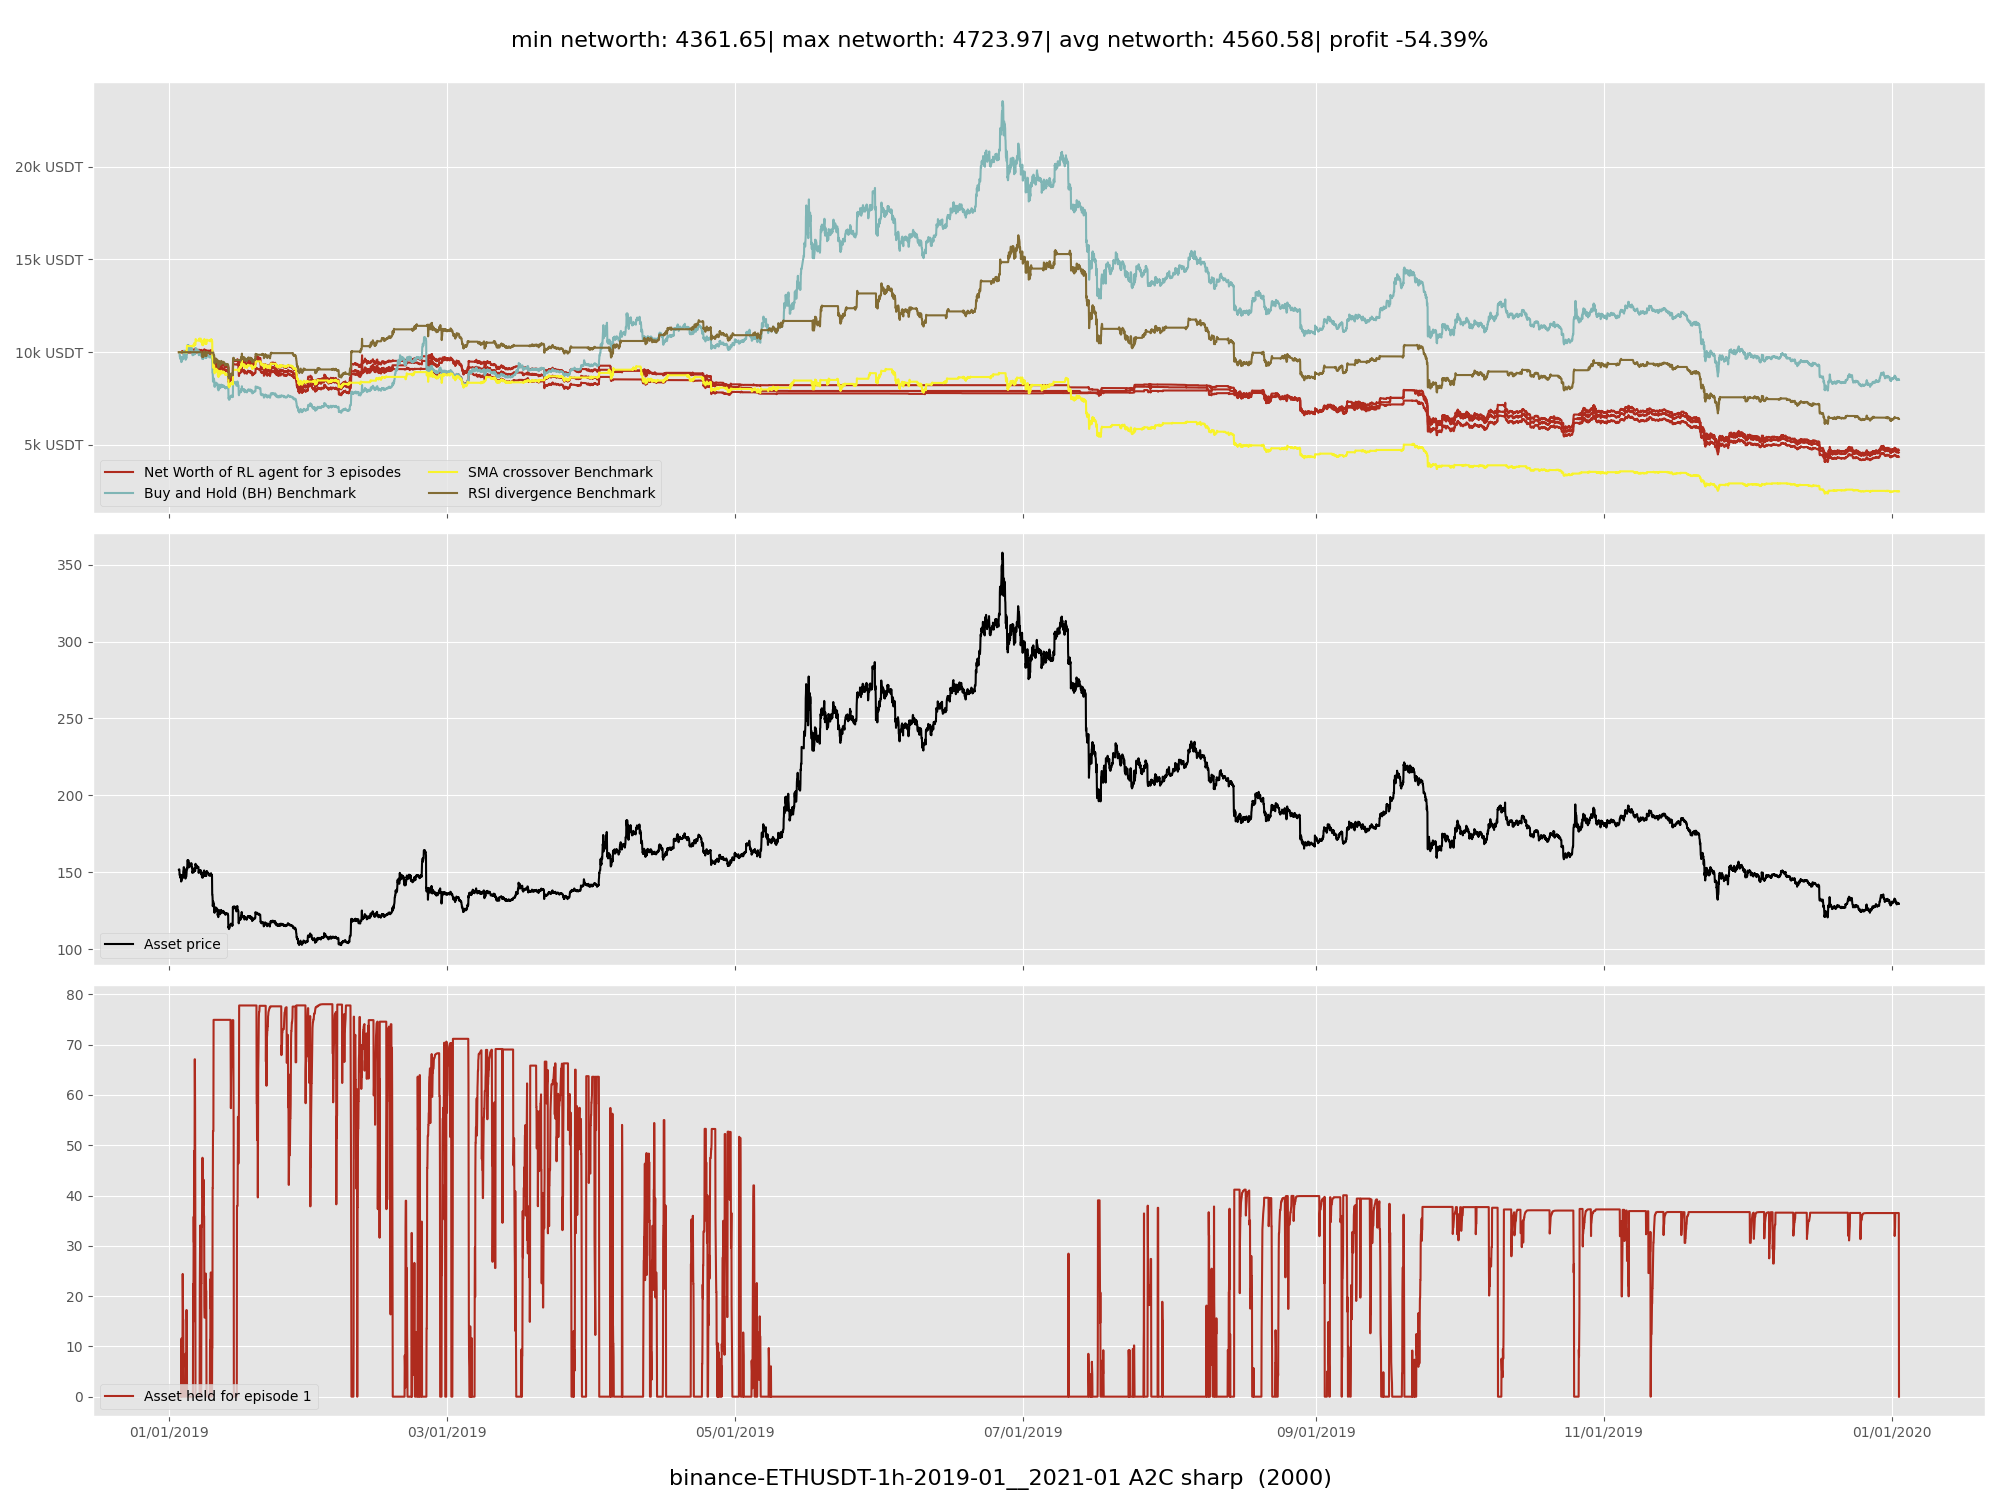 min networth: 4361.65| max networth: 4723.97| avg networth: 4560.58| profit -54.39%
20k USDT
15k USDT
10k USDT
5k USDT
Net Worth of RL agent for 3 episodes
Buy and Hold (BH) Benchmark
SMA crossover Benchmark
RSI divergence Benchmark
350
300
250
200
150
100
Asset price
80
70
60
50
40
30
20
10
0
Asset held for episode 1
01/01/2019
03/01/2019
05/01/2019
07/01/2019
09/01/2019
11/01/2019
01/01/2020
binance-ETHUSDT-1h-2019-01__2021-01 A2C sharp  (2000)